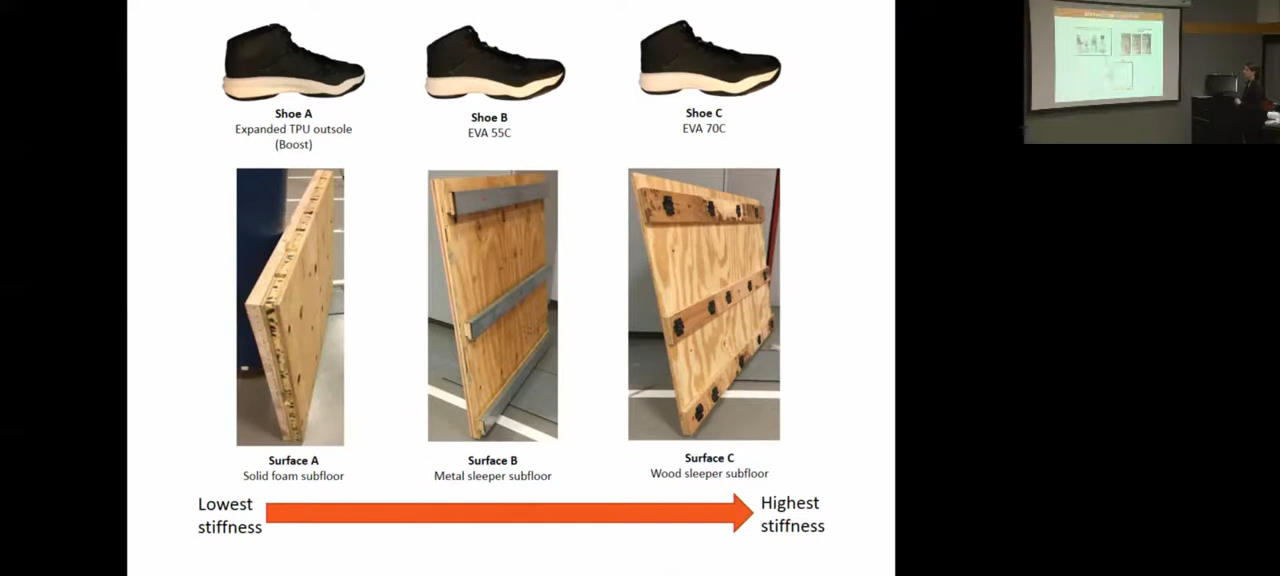 Shoe A
Expanded TPU outsole
(Boost)
Shoe B
EVA 55C
Shoe C
EVA 70C
Surface A
Solid foam subfloor
Surface B
Metal sleeper subfloor
Surface C
Wood sleeper subfloor
Lowest
stiffness
Highest
stiffness